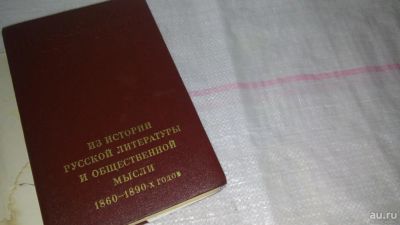 ИЗ ИСТОРИИ
РУССКОЙ ЛИТЕРАТУРЫ
И ОБЩЕСТВЕННОЙ
МЫСЛИ
1860–1890-х годов
au.ru